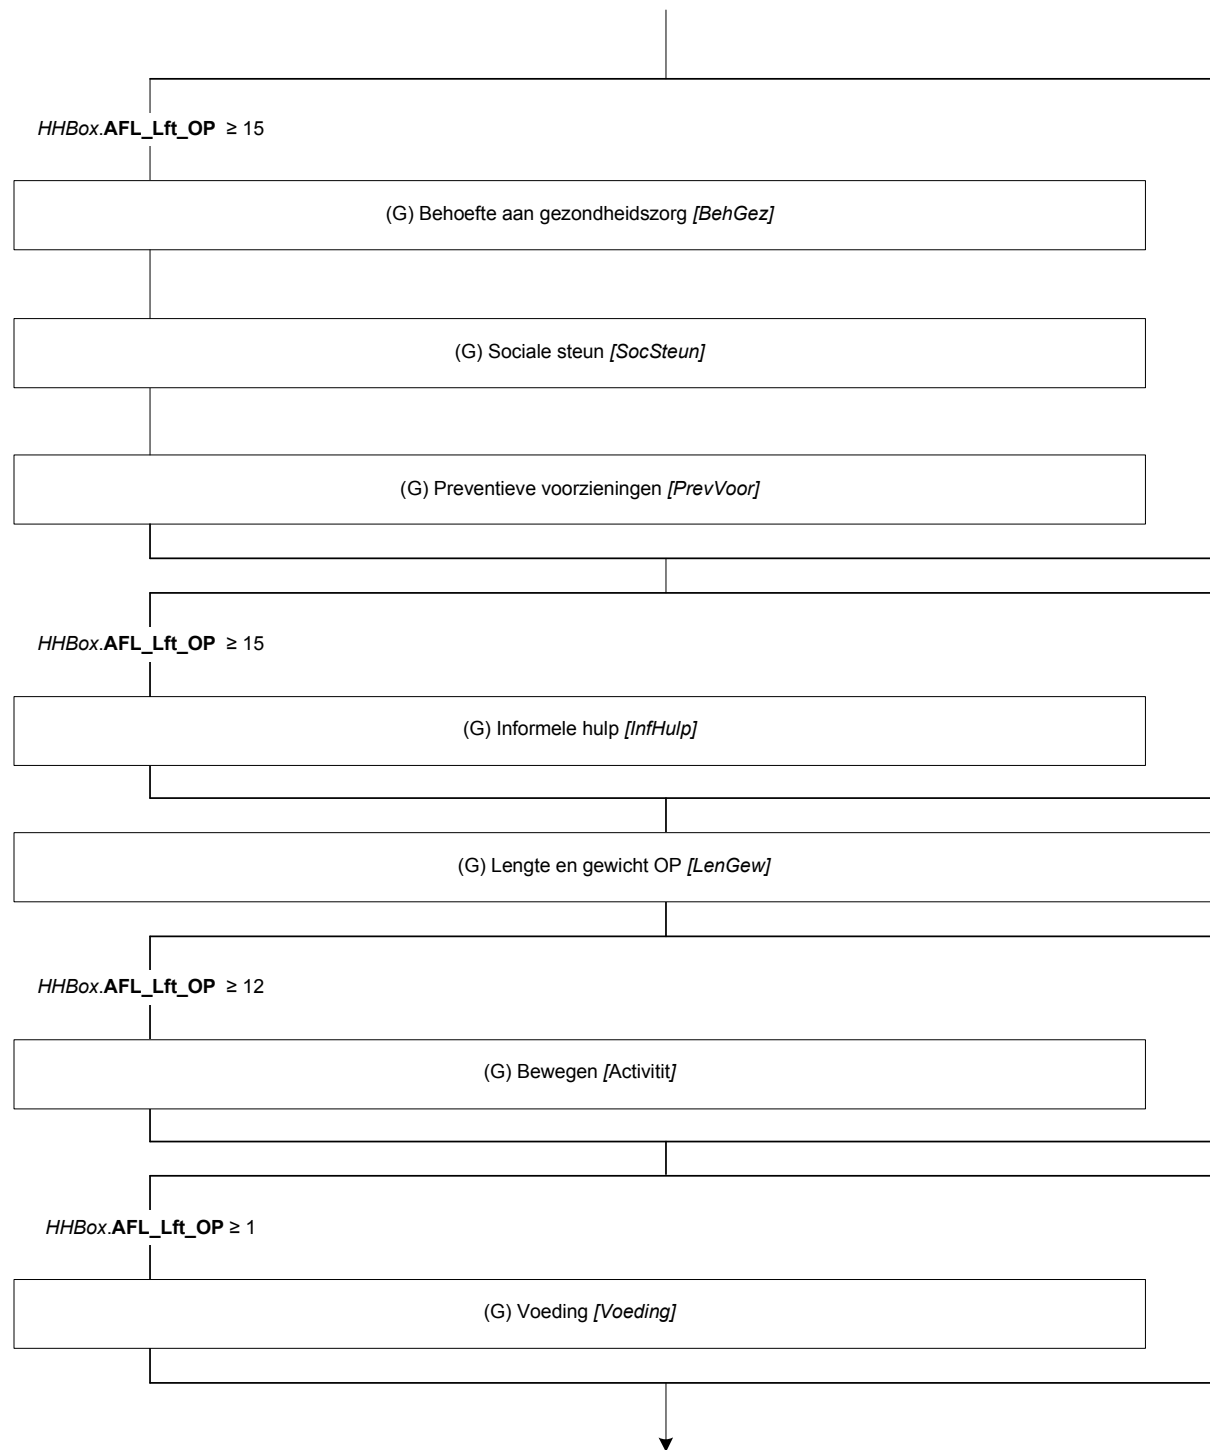 HHBox.AFL_Lft_OP ≥ 15
(G) Behoefte aan gezondheidszorg [BehGez]
(G) Sociale steun [SocSteun]
(G) Preventieve voorzieningen [PrevVoor]
HHBox.AFL_Lft_OP ≥ 15
(G) Informele hulp [InfHulp]
(G) Lengte en gewicht OP [LenGew]
HHBox.AFL_Lft_OP ≥ 12
(G) Bewegen [Activitit]
HHBox.AFL_Lft_OP ≥ 1
(G) Voeding [Voeding]